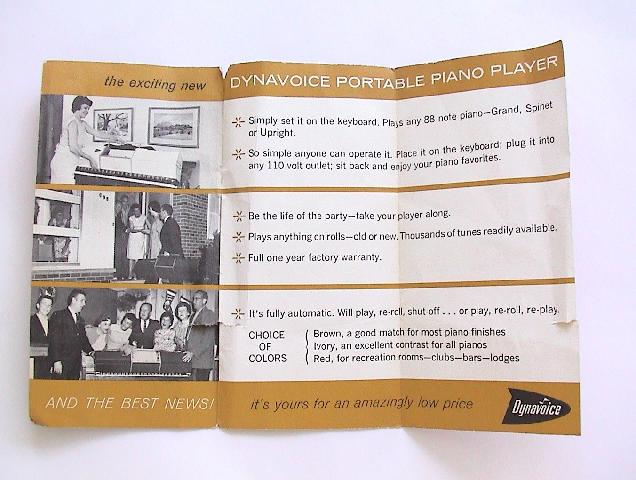 the exciting new DYNAVOICE PORTABLE PIANO PLAYER
Simply set it on the keyboard. Plays any 88 note piano—Grand, Spinet
or Upright.
So simple anyone can operate it. Place it on the keyboard; plug it into
any 110 volt outlet; sit back and enjoy your piano favorites.
Be the life of the party—take your player along.
Plays anything on rolls—old or new. Thousands of tunes readily available.
Full one year factory warranty.
It's fully automatic. Will play, re-roll, shut off . . . or play, re-roll, re-play.
CHOICE
OF
COLORS
Brown, a good match for most piano finishes
Ivory, an excellent contrast for all pianos
Red, for recreation rooms—clubs—bars—lodges
AND THE BEST NEWS! it's yours for an amazingly low price
Dynavoice